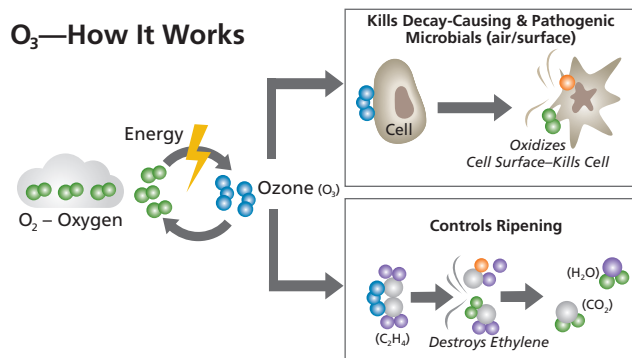 O₃—How It Works
Energy
O₂ – Oxygen
Ozone (O₃)
Kills Decay-Causing & Pathogenic
Microbials (air/surface)
Cell
Oxidizes
Cell Surface–Kills Cell
Controls Ripening
(C₂H₄)
Destroys Ethylene
(H₂O)
(CO₂)